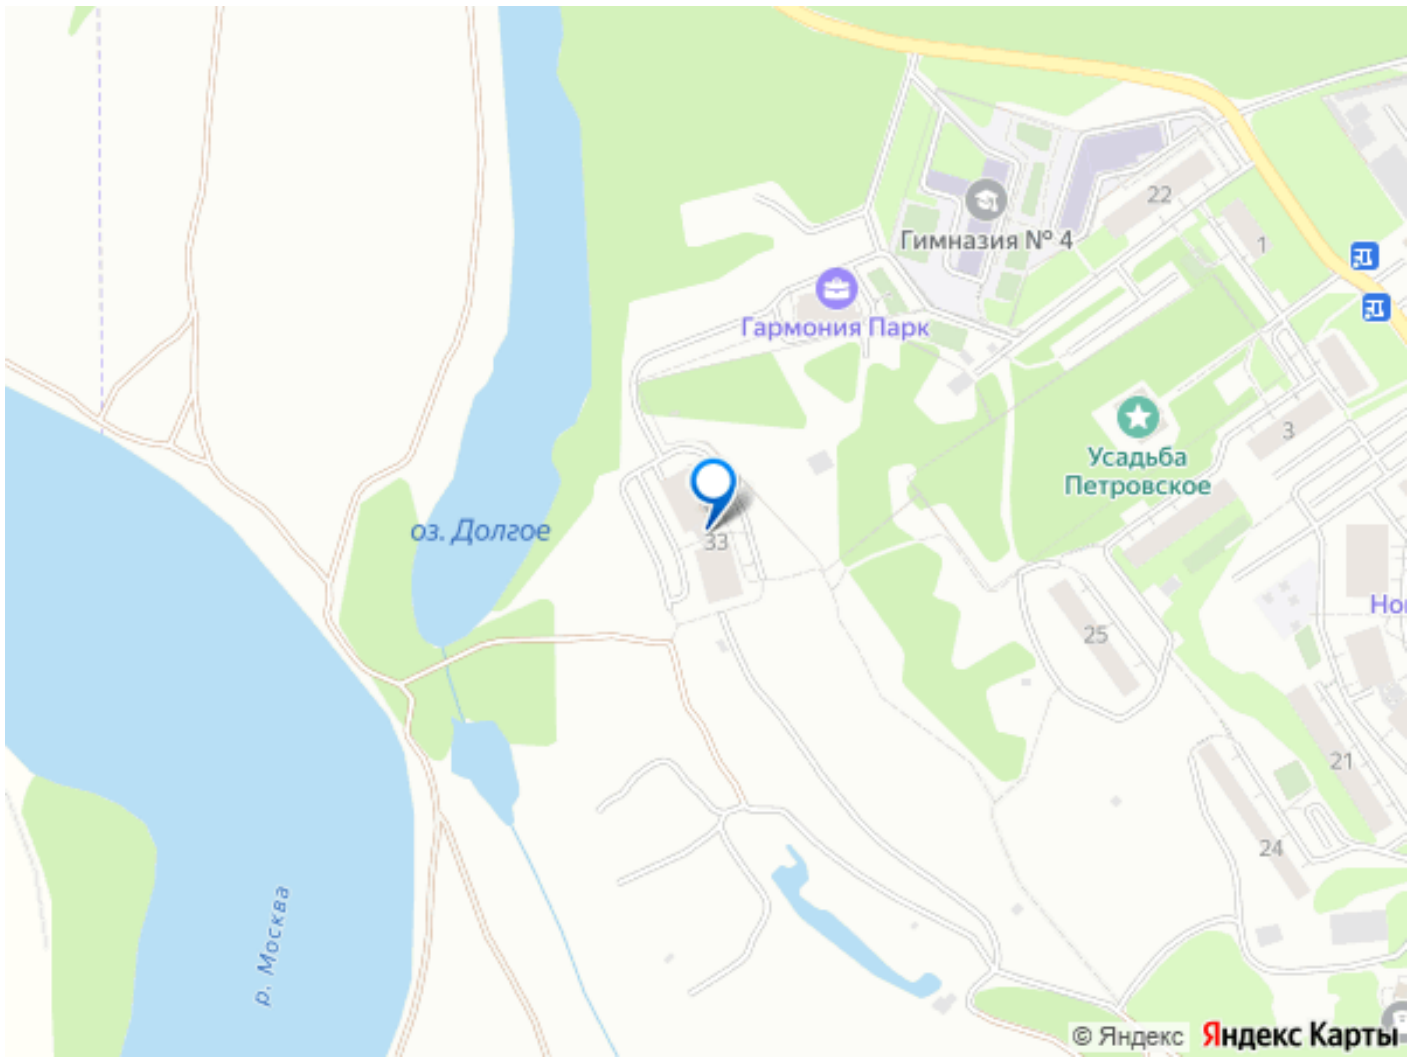 22
Гимназия № 4
1
Гармония Парк
3
Усадьба
Петровское
оз. Долгое
33
25
21
24
р. Москва
© Яндекс
Яндекс Карты